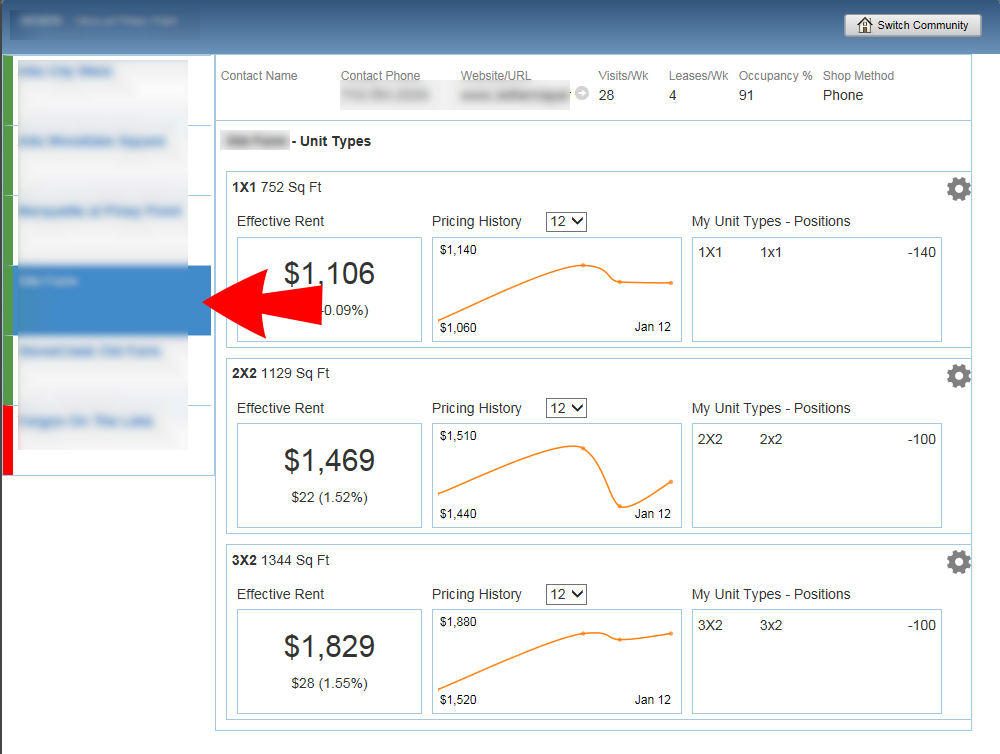 Switch Community
Contact Name Contact Phone Website/URL Visits/Wk Leases/Wk Occupancy % Shop Method
28 4 91 Phone
- Unit Types
1X1 752 Sq Ft
Effective Rent Pricing History 12 My Unit Types - Positions
$1,106
-0.09%)
$1,140
$1,060 Jan 12
1X1 1x1 -140
2X2 1129 Sq Ft
Effective Rent Pricing History 12 My Unit Types - Positions
$1,469
$22 (1.52%)
$1,510
$1,440 Jan 12
2X2 2x2 -100
3X2 1344 Sq Ft
Effective Rent Pricing History 12 My Unit Types - Positions
$1,829
$28 (1.55%)
$1,880
$1,520 Jan 12
3X2 3x2 -100